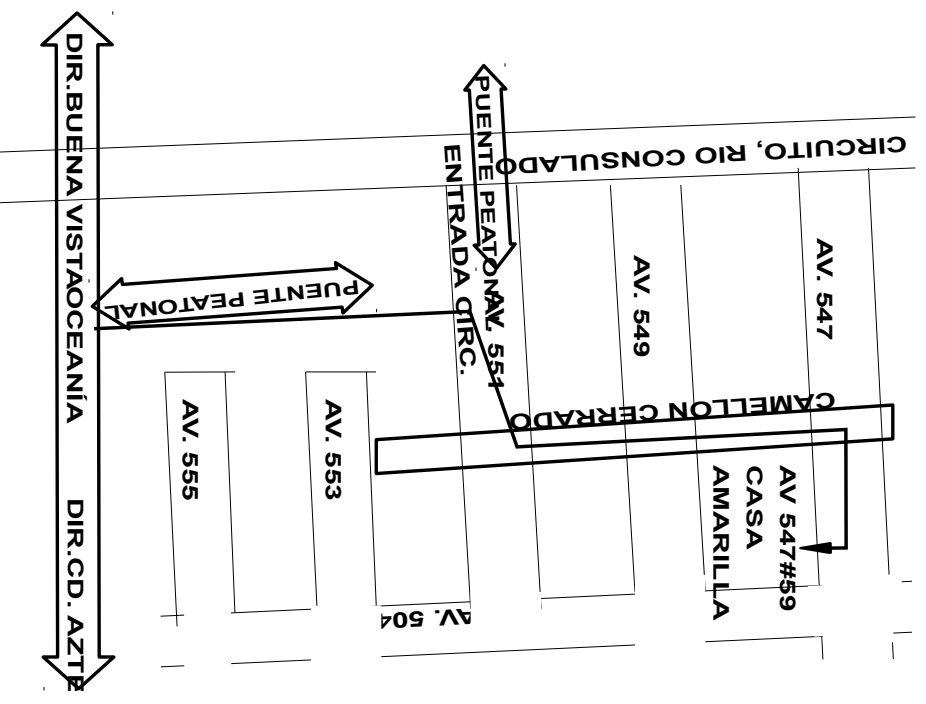 DIR.BUENA VISTA
OCEANÍA
DIR.CD. AZTE
PUENTE PEATONAL
CIRCUITO, RIO CONSULADO
ENTRADA CIRC.
PUENTE PEATONAL
AV. 551
AV. 549
AV. 547
CAMELLON CERRADO
AV. 555
AV. 553
AV 547#59
CASA
AMARILLA
AV. 504